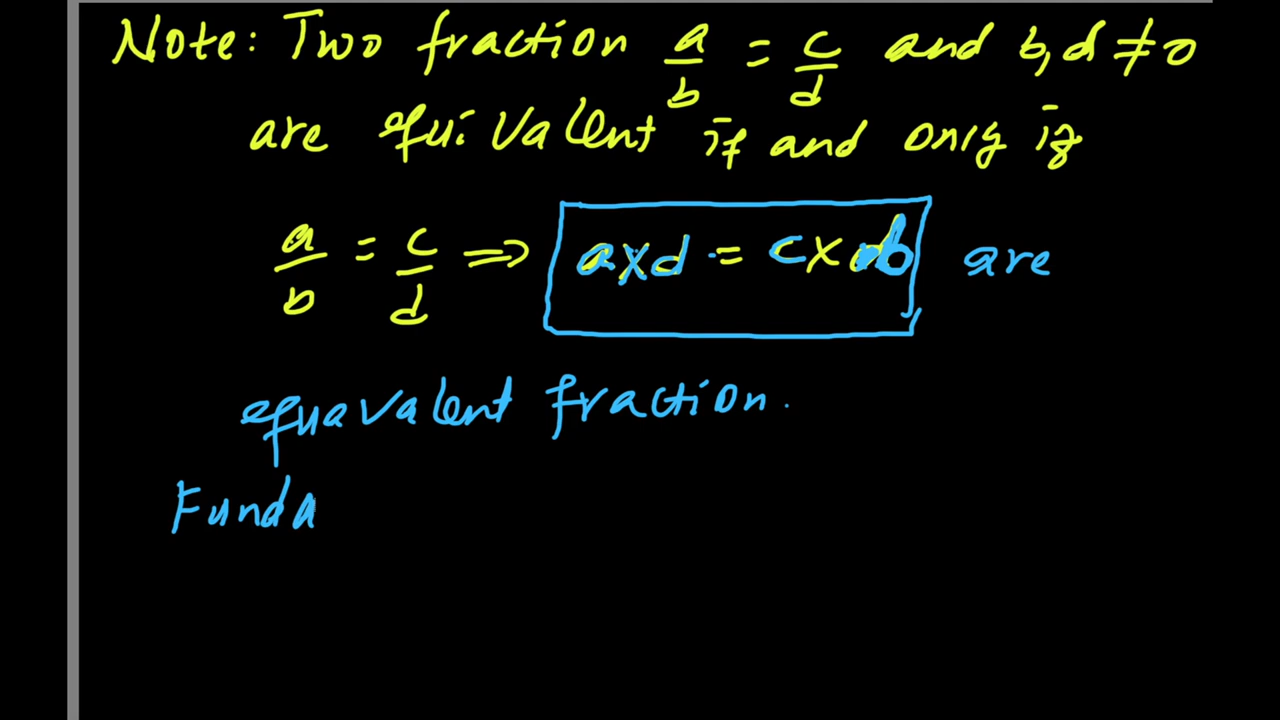 Note: Two fraction a/b = c/d and b, d ≠ 0
are equivalent if and only if
a/b = c/d ⇒ a×d = c×b are
equavalent fraction.
Funda